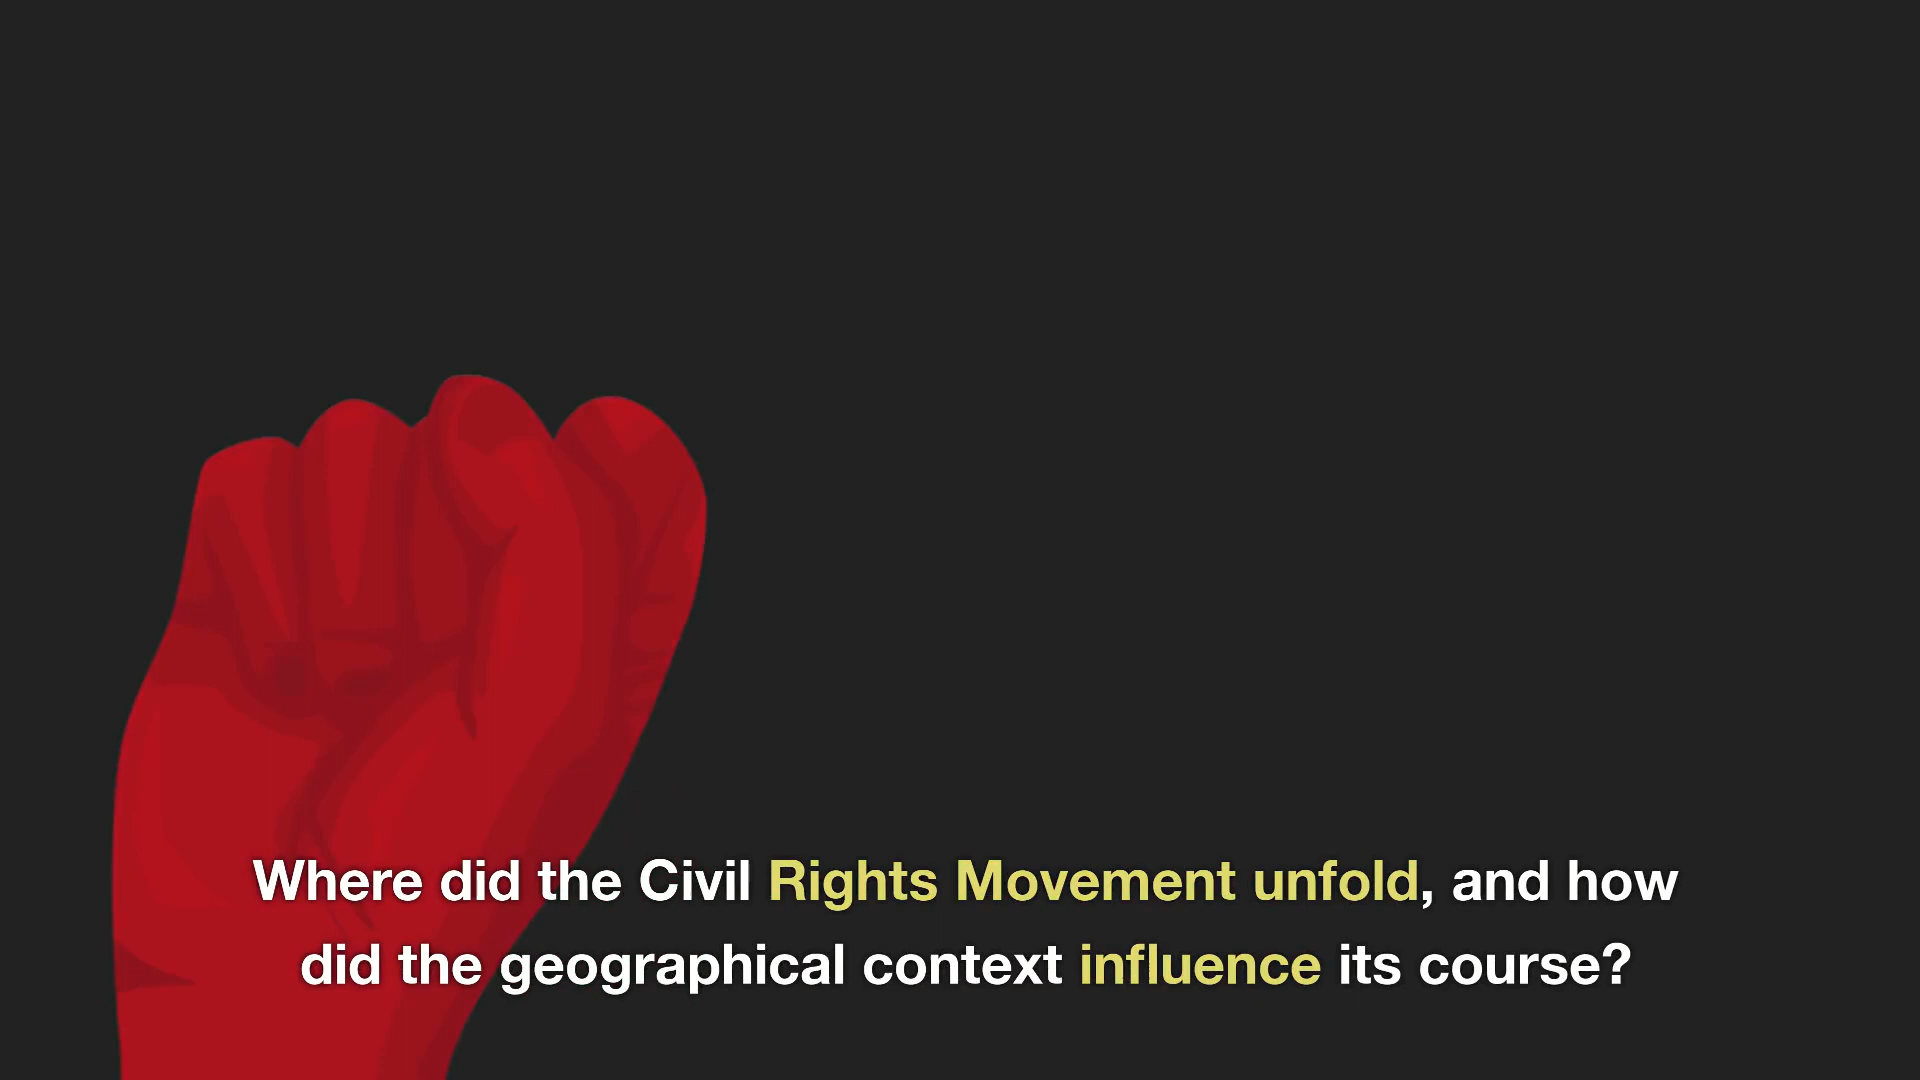 Where did the Civil Rights Movement unfold, and how
did the geographical context influence its course?